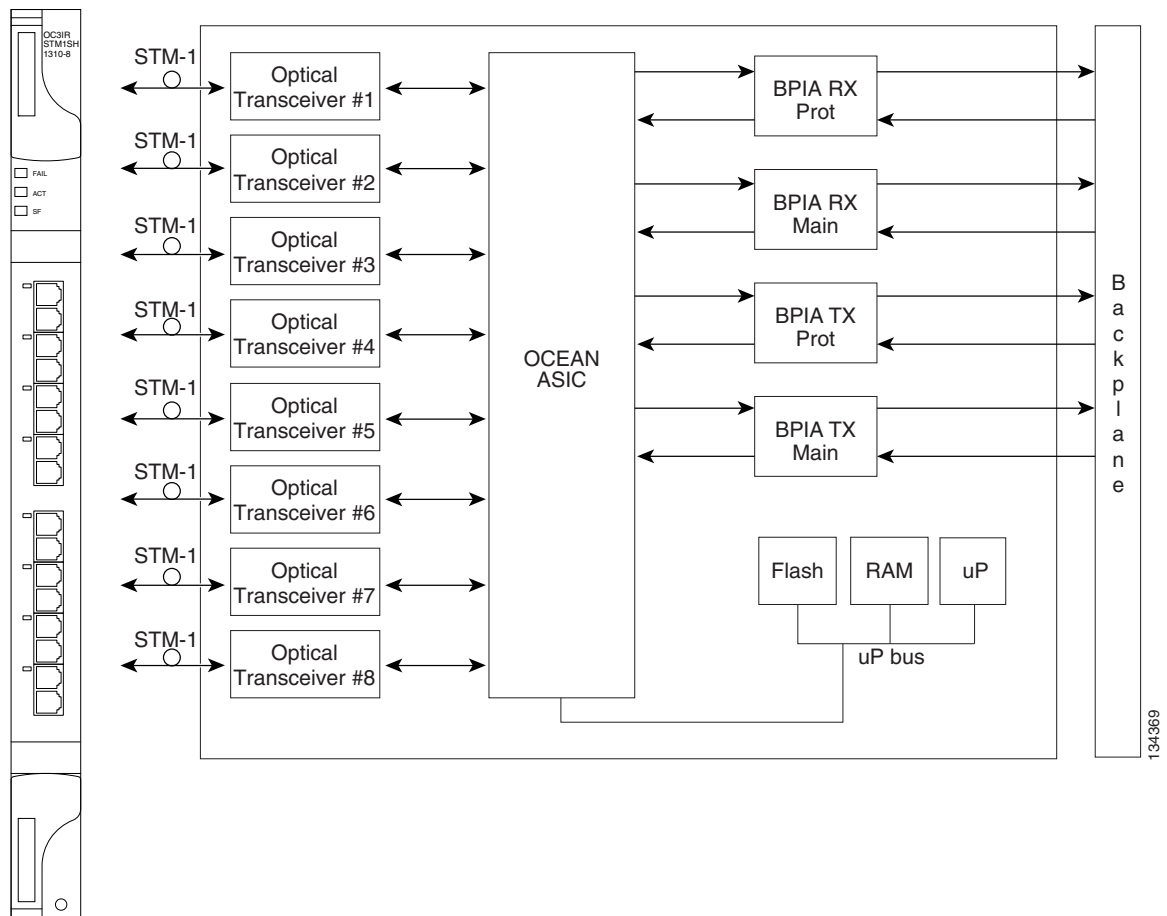 OC3IR
STM1SH
1310-8
FAIL
ACT
SF
STM-1
Optical
Transceiver #1
STM-1
Optical
Transceiver #2
STM-1
Optical
Transceiver #3
STM-1
Optical
Transceiver #4
STM-1
Optical
Transceiver #5
STM-1
Optical
Transceiver #6
STM-1
Optical
Transceiver #7
STM-1
Optical
Transceiver #8
OCEAN
ASIC
BPIA RX
Prot
BPIA RX
Main
BPIA TX
Prot
BPIA TX
Main
Flash
RAM
uP
uP bus
Backplane
134369